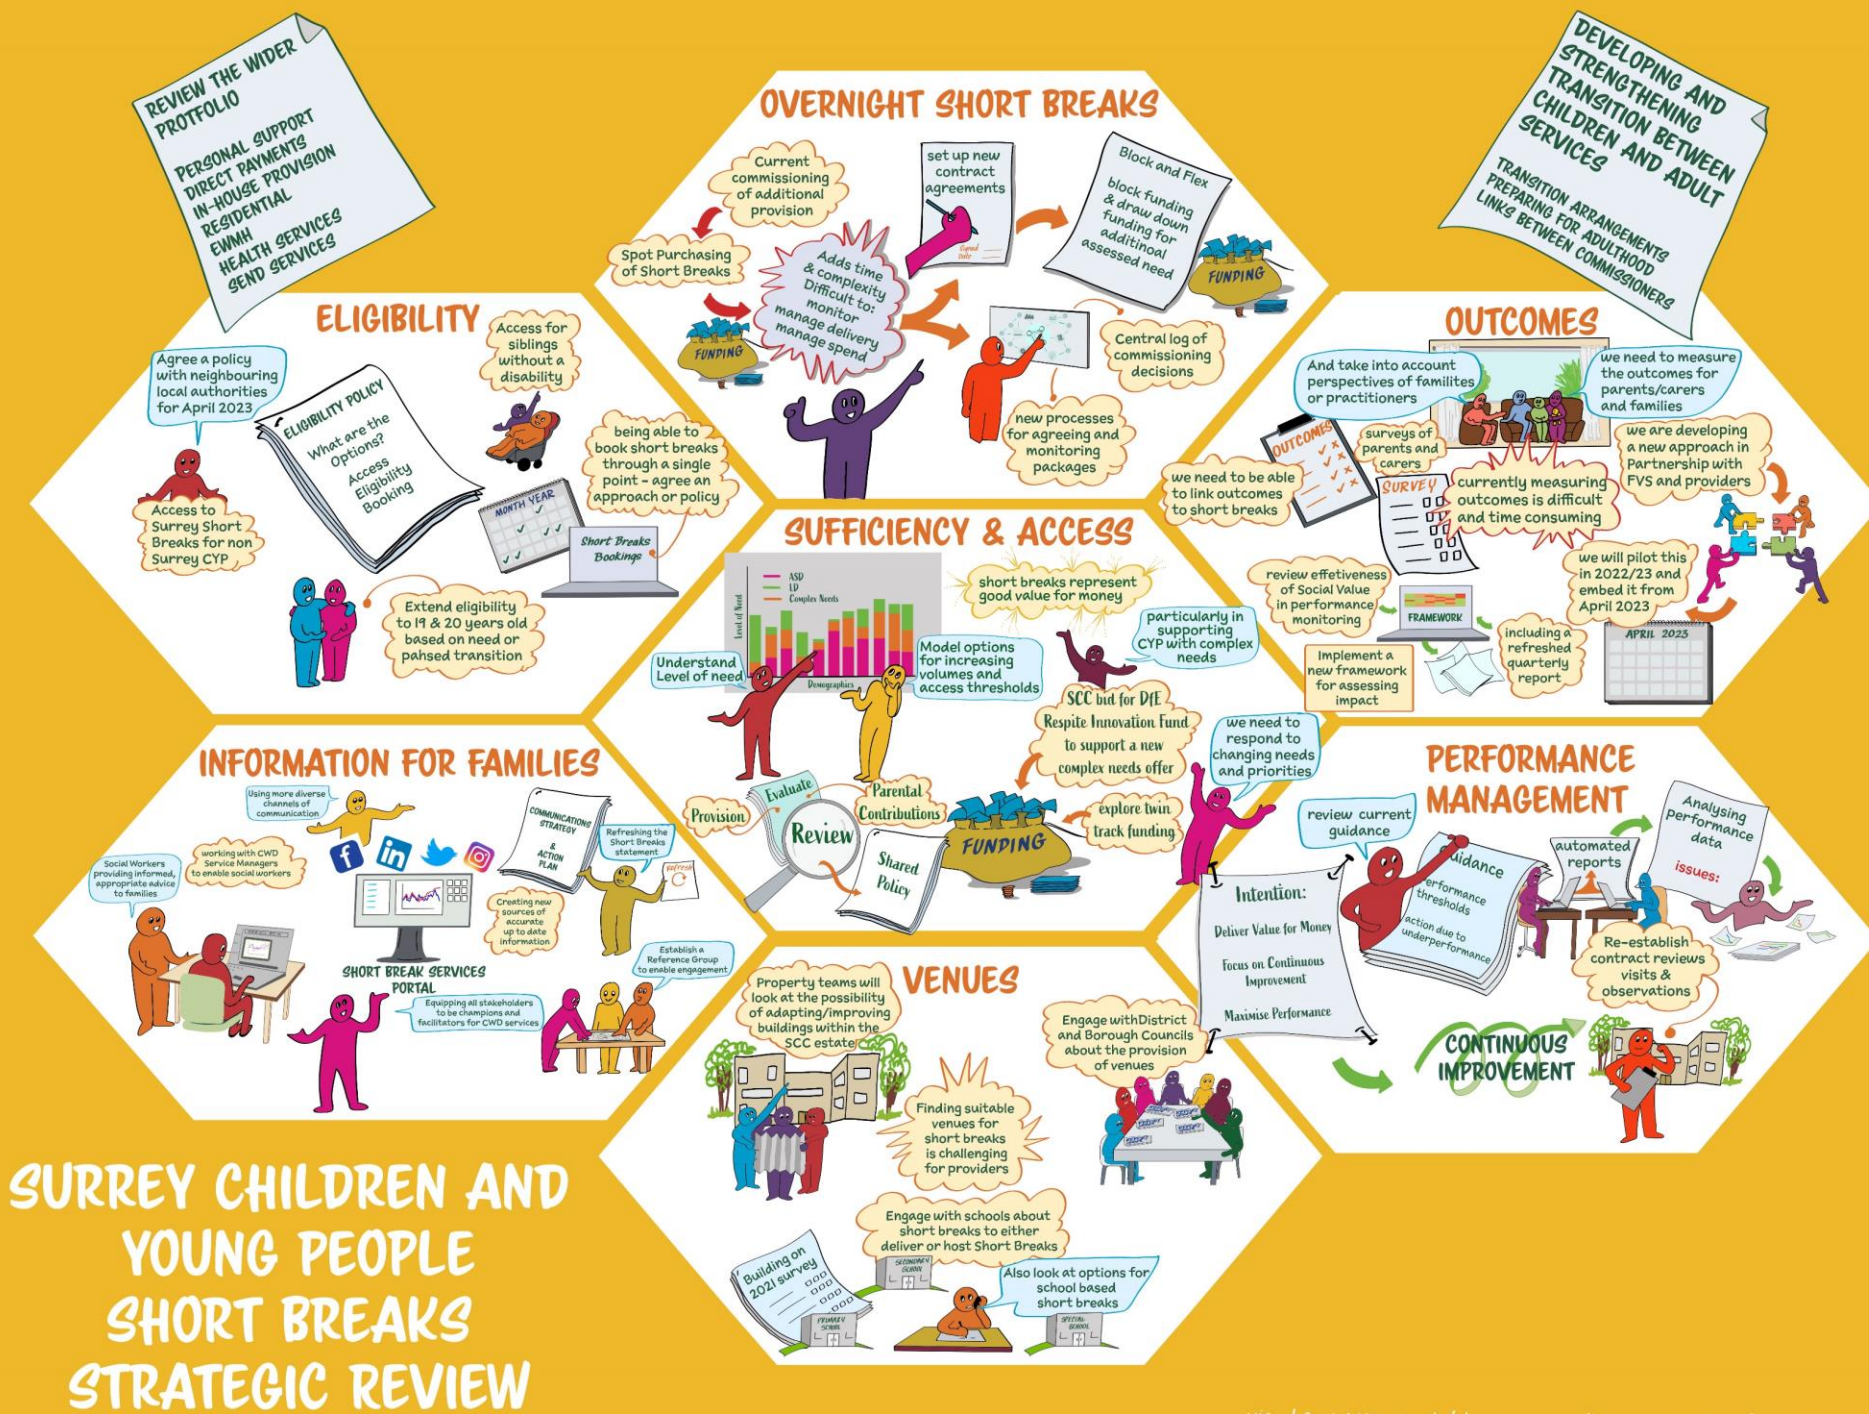 REVIEW THE WIDER
PROTFOLIO
PERSONAL SUPPORT
DIRECT PAYMENTS
IN-HOUSE PROVISION
RESIDENTIAL
EWMH
HEALTH SERVICES
SEND SERVICES
DEVELOPING AND
STRENGTHENING
TRANSITION BETWEEN
CHILDREN AND ADULT
SERVICES
TRANSITION ARRANGEMENTS
PREPARING FOR ADULTHOOD
LINKS BETWEEN COMMISSIONERS
OVERNIGHT SHORT BREAKS
Current
commissioning
of additional
provision
Spot Purchasing
of Short Breaks
FUNDING
Adds time
& complexity
Difficult to:
monitor
manage delivery
manage spend
set up new
contract
agreements
Signed
Date
Block and Flex
block funding
& draw down
funding for
additinoal
assessed need
FUNDING
Central log of
commissioning
decisions
new processes
for agreeing and
monitoring
packages
ELIGIBILITY
Agree a policy
with neighbouring
local authorities
for April 2023
Access to
Surrey Short
Breaks for non
Surrey CYP
ELIGIBILITY POLICY
What are the
Options?
Access
Eligibility
Booking
Access for
siblings
without a
disability
being able to
book short breaks
through a single
point - agree an
approach or policy
MONTH YEAR
Short Breaks
Bookings
Extend eligibility
to 19 & 20 years old
based on need or
pahsed transition
OUTCOMES
And take into account
perspectives of familites
or practitioners
we need to measure
the outcomes for
parents/carers
and families
OUTCOMES
surveys of
parents and
carers
we need to be able
to link outcomes
to short breaks
SURVEY
currently measuring
outcomes is difficult
and time consuming
we are developing
a new approach in
Partnership with
FVS and providers
we will pilot this
in 2022/23 and
embed it from
April 2023
APRIL 2023
review effetiveness
of Social Value
in performance
monitoring
FRAMEWORK
including a
refreshed
quarterly
report
Implement a
new framework
for assessing
impact
SUFFICIENCY & ACCESS
ASD
LD
Complex Needs
Level of Need
Demographics
short breaks represent
good value for money
particularly in
supporting
CYP with complex
needs
Understand
Level of need
Model options
for increasing
volumes and
access thresholds
SCC bid for DfE
Respite Innovation Fund
to support a new
complex needs offer
we need to
respond to
changing needs
and priorities
Provision
Evaluate
Review
Parental
Contributions
Shared
Policy
FUNDING
explore twin
track funding
INFORMATION FOR FAMILIES
Using more diverse
channels of
communication
working with CWD
Service Managers
to enable social workers
Social Workers
providing informed,
appropriate advice
to families
f
in
COMMUNICATIONS
STRATEGY
&
ACTION
PLAN
Refreshing the
Short Breaks
statement
Refresh
Creating new
sources of
accurate
up to date
information
SHORT BREAK SERVICES
PORTAL
Establish a
Reference Group
to enable engagement
Equipping all stakeholders
to be champions and
facilitators for CWD services
PERFORMANCE
MANAGEMENT
review current
guidance
Guidance
erformance
thresholds
action due to
underperformance
automated
reports
Analysing
performance
data
issues:
Intention:
Deliver Value for Money
Focus on Continuous
Improvement
Maximise Performance
Re-establish
contract reviews
visits &
observations
CONTINUOUS
IMPROVEMENT
VENUES
Property teams will
look at the possibility
of adapting/improving
buildings within the
SCC estate
Engage withDistrict
and Borough Councils
about the provision
of venues
Finding suitable
venues for
short breaks
is challenging
for providers
Engage with schools about
short breaks to either
deliver or host Short Breaks
Building on
2021 survey
SECONDARY
SCHOOL
Also look at options for
school based
short breaks
PRIMARY
SCHOOL
SPECIAL
SCHOOL
SURREY CHILDREN AND
YOUNG PEOPLE
SHORT BREAKS
STRATEGIC REVIEW